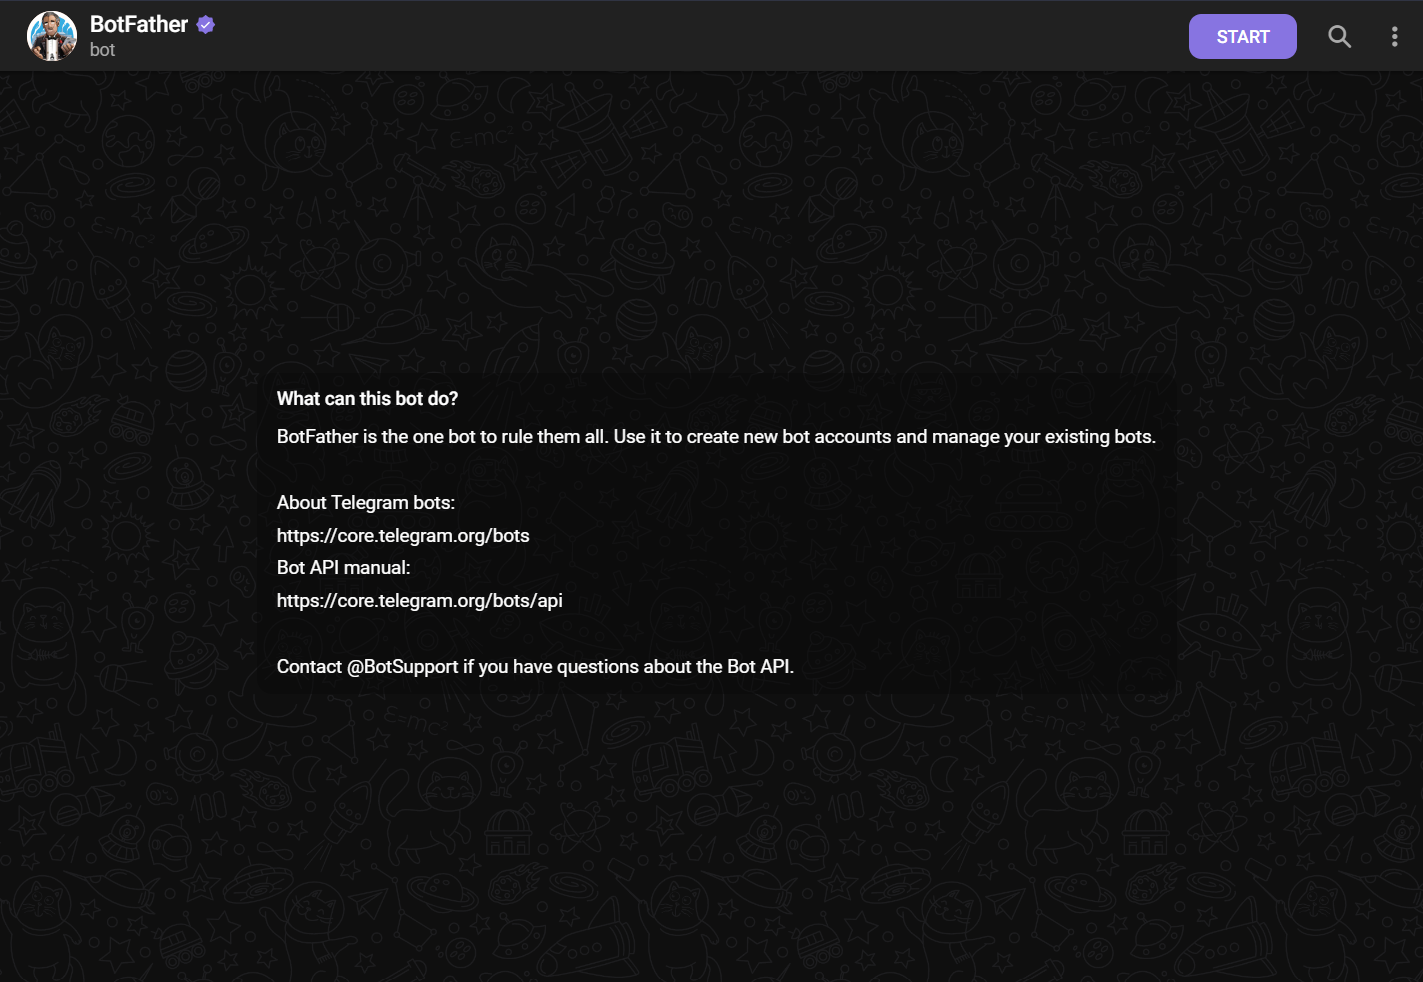 BotFather
bot
START
What can this bot do?
BotFather is the one bot to rule them all. Use it to create new bot accounts and manage your existing bots.
About Telegram bots:
https://core.telegram.org/bots
Bot API manual:
https://core.telegram.org/bots/api
Contact @BotSupport if you have questions about the Bot API.